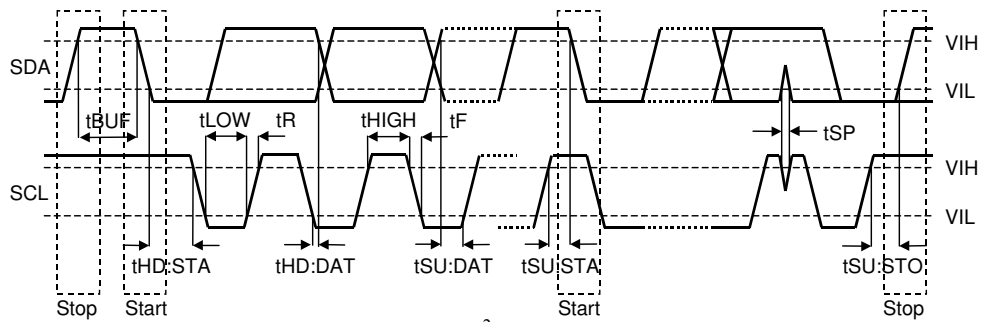 SDA
VIH
VIL
tBUF
tLOW
tR
tHIGH
tF
tSP
SCL
VIH
VIL
tHD:STA
tHD:DAT
tSU:DAT
tSU:STA
tSU:STO
Stop
Start
Start
Stop
2